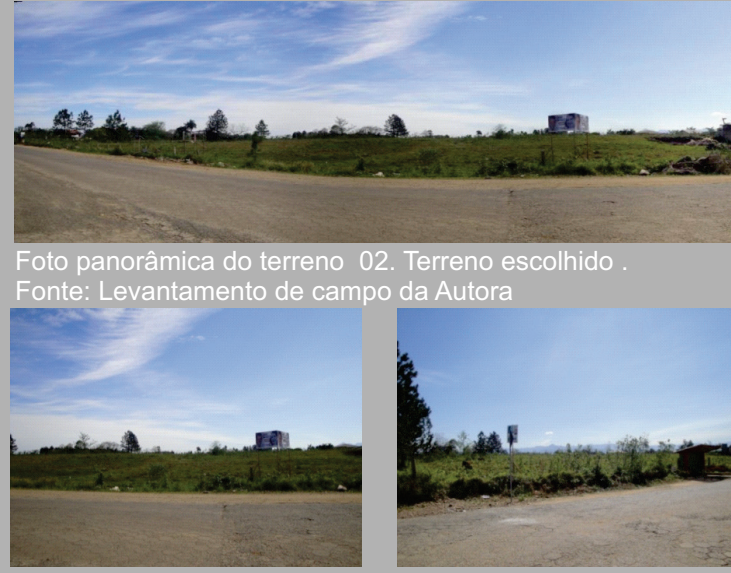 Foto panorâmica do terreno 02. Terreno escolhido .
Fonte: Levantamento de campo da Autora